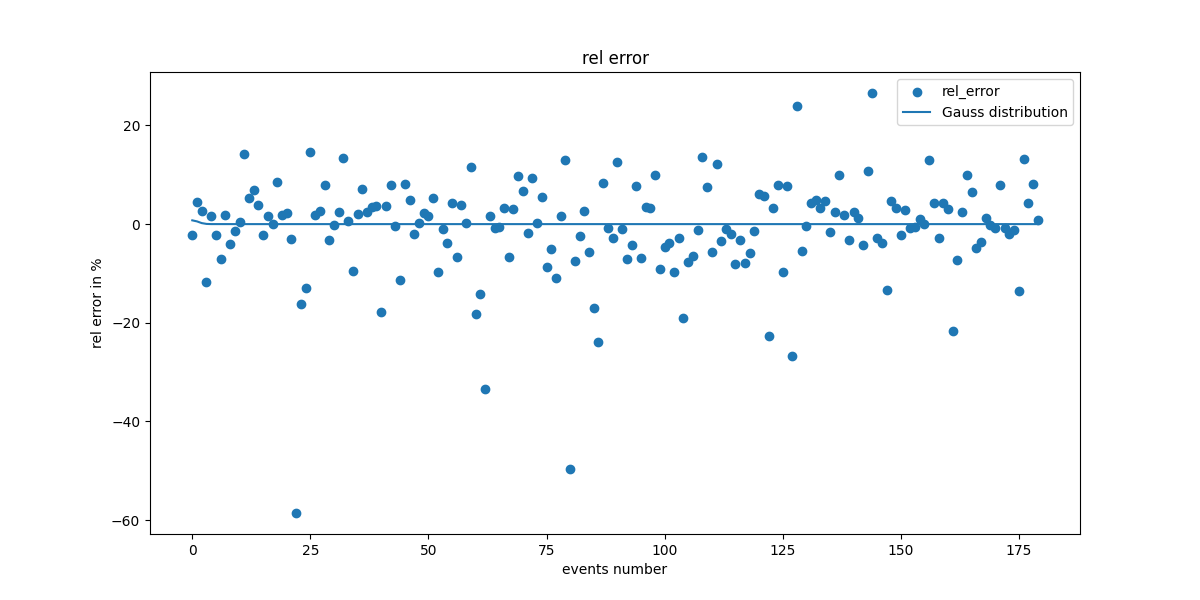 rel error
rel_error
Gauss distribution
20
0
−20
−40
−60
rel error in %
0
25
50
75
100
125
150
175
events number